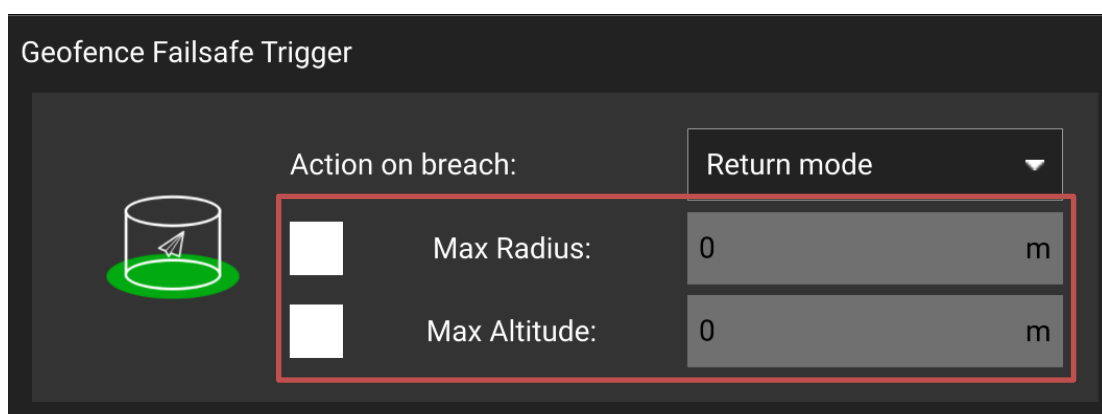 Geofence Failsafe Trigger
Action on breach: Return mode
Max Radius: 0 m
Max Altitude: 0 m